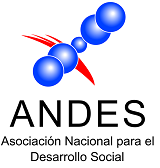 ANDES
Asociación Nacional para el
Desarrollo Social